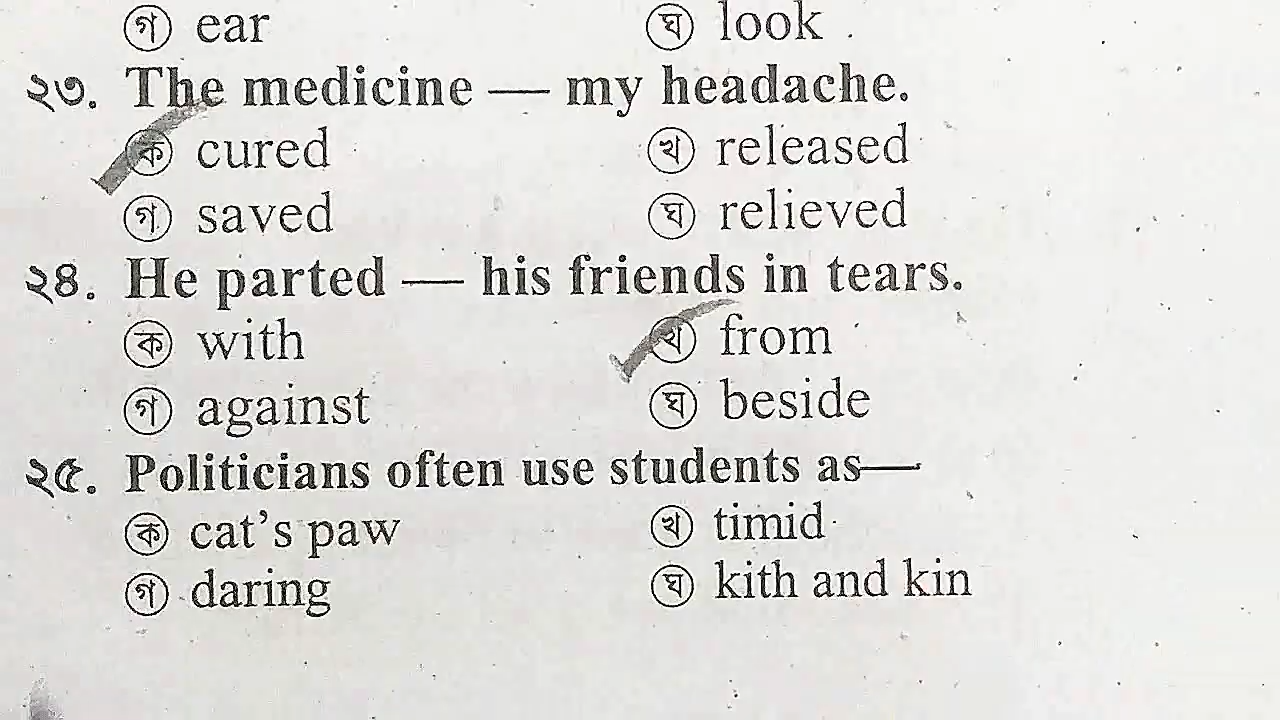 গ ear ঘ look
২৩. The medicine — my headache.
ক cured খ released
গ saved ঘ relieved
২৪. He parted — his friends in tears.
ক with খ from
গ against ঘ beside
২৫. Politicians often use students as—
ক cat's paw খ timid
গ daring ঘ kith and kin